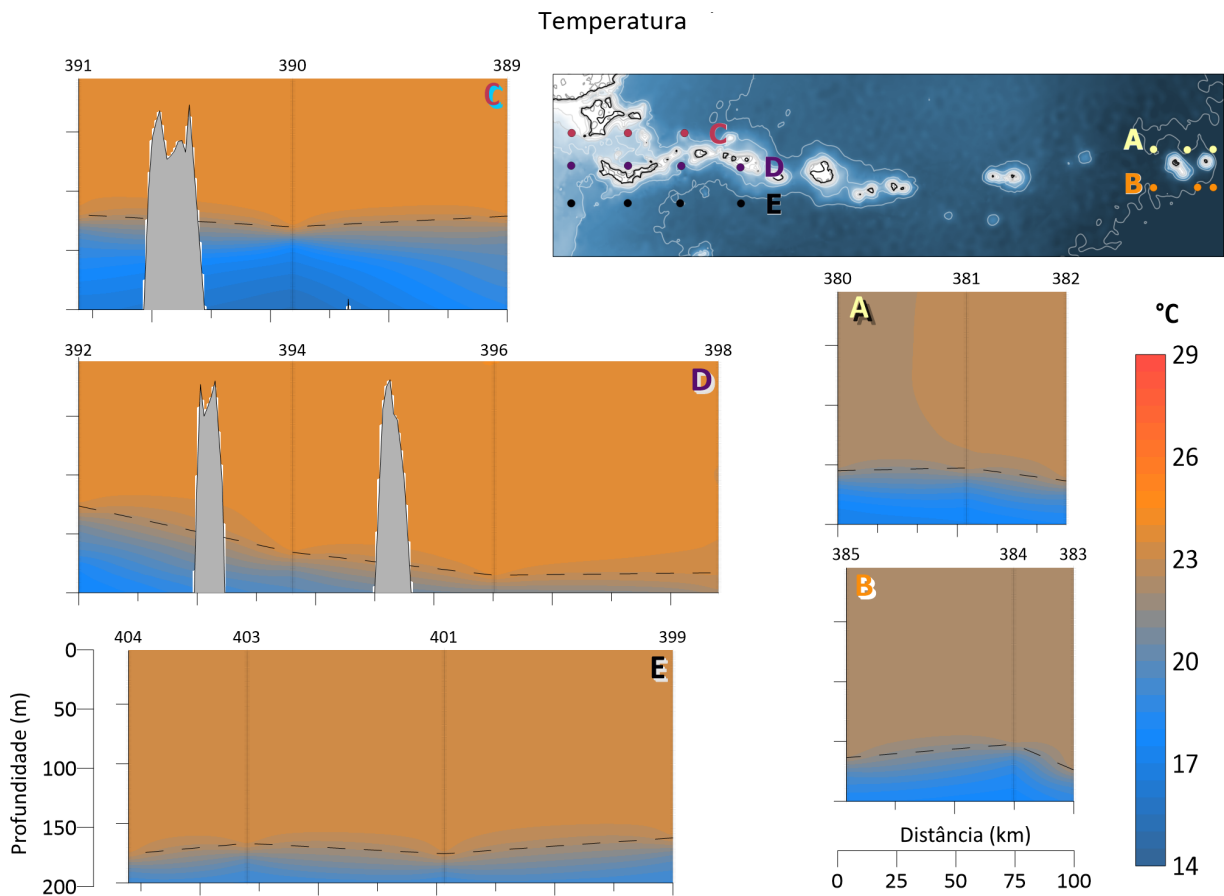 Temperatura
391 390 389
C
C
A
D
B
E
380 381 382
A
°C
29
26
23
20
17
14
392 394 396 398
D
385 384 383
B
404 403 401 399
E
Profundidade (m)
0
50
100
150
200
Distância (km)
0 25 50 75 100